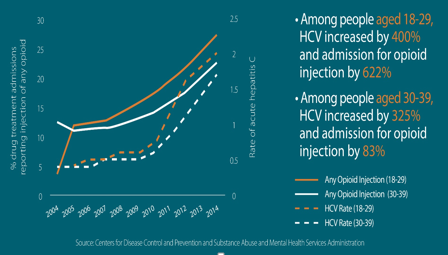 30
25
20
15
10
5
0
% drug treatment admissions
reporting injection of any opioid
2.5
2
1.5
1
0.5
0
Rate of acute hepatitis C
2004 2005 2006 2007 2008 2009 2010 2011 2012 2013 2014
• Among people aged 18-29,
HCV increased by 400%
and admission for opioid
injection by 622%
• Among people aged 30-39,
HCV increased by 325%
and admission for opioid
injection by 83%
Any Opioid Injection (18-29)
Any Opioid Injection (30-39)
HCV Rate (18-29)
HCV Rate (30-39)
Source: Centers for Disease Control and Prevention and Substance Abuse and Mental Health Services Administration